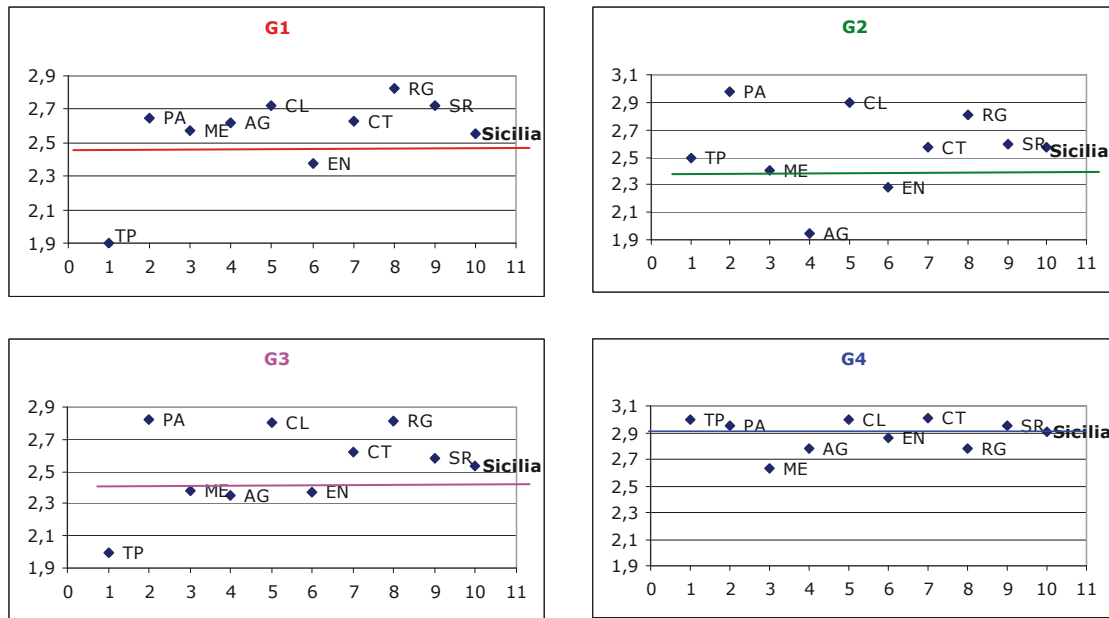 G1
2,9
2,7
2,5
2,3
2,1
1,9
TP
PA
ME
AG
CL
EN
CT
RG
SR
Sicilia
0 1 2 3 4 5 6 7 8 9 10 11
G2
3,1
2,9
2,7
2,5
2,3
2,1
1,9
TP
PA
ME
AG
CL
EN
CT
RG
SR
Sicilia
0 1 2 3 4 5 6 7 8 9 10 11
G3
2,9
2,7
2,5
2,3
2,1
1,9
TP
PA
ME
AG
CL
EN
CT
RG
SR
Sicilia
0 1 2 3 4 5 6 7 8 9 10 11
G4
3,1
2,9
2,7
2,5
2,3
2,1
1,9
TP
PA
ME
AG
CL
EN
CT
RG
SR
Sicilia
0 1 2 3 4 5 6 7 8 9 10 11